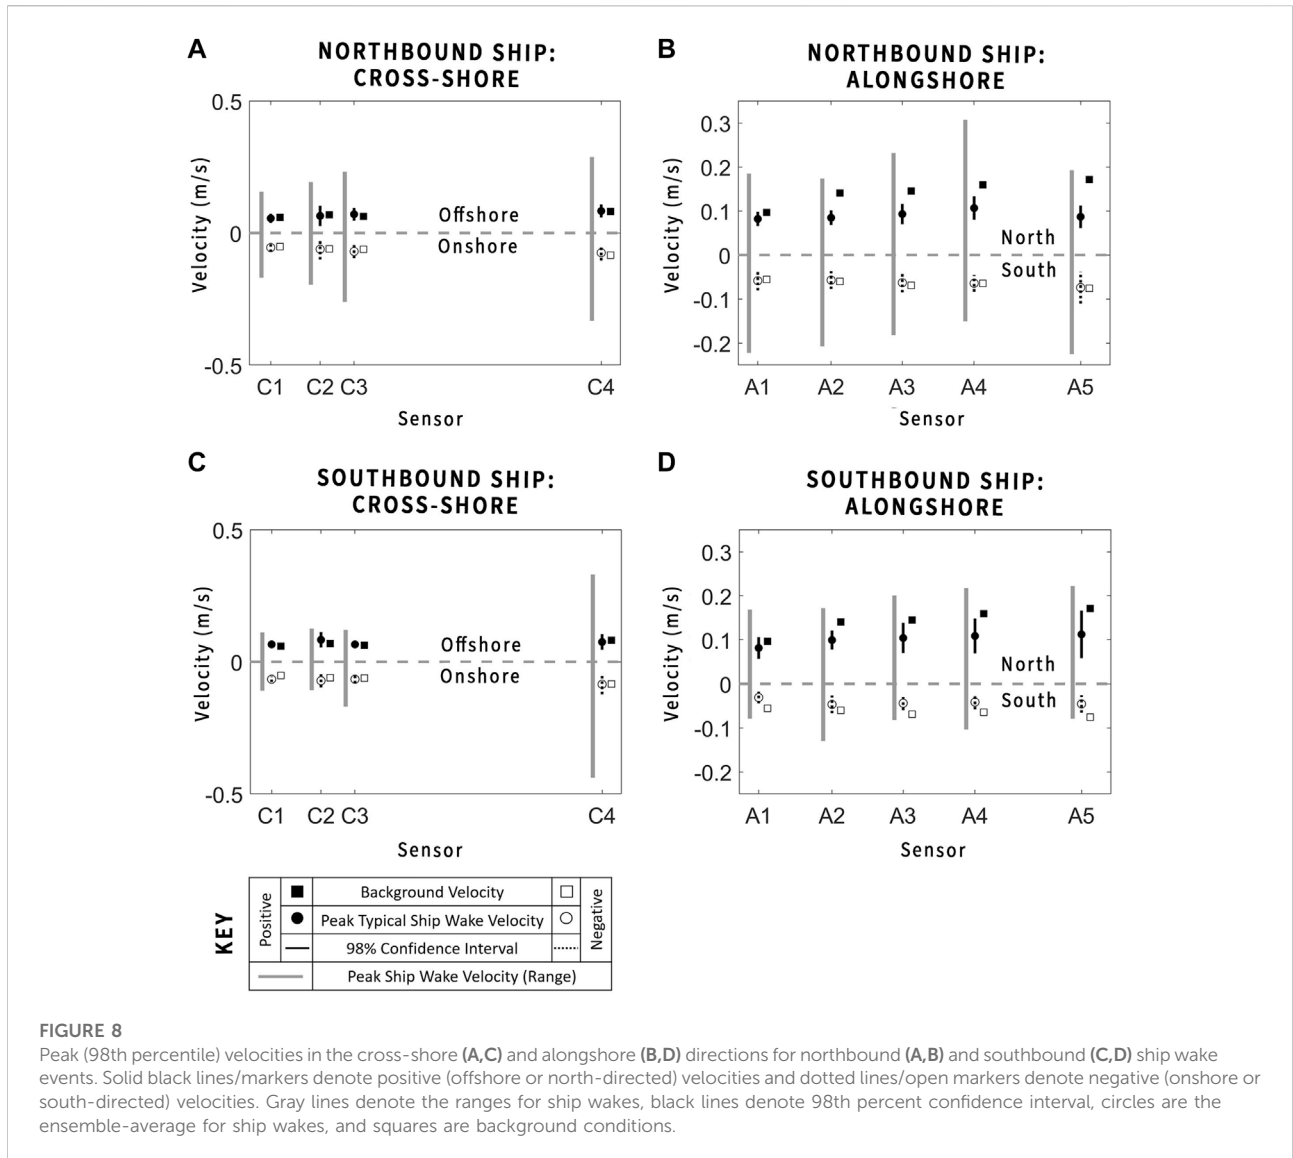 A
NORTHBOUND SHIP:
CROSS-SHORE
0.5
0
-0.5
Velocity (m/s)
Offshore
Onshore
C1 C2 C3 C4
Sensor
B
NORTHBOUND SHIP:
ALONGSHORE
0.3
0.2
0.1
0
-0.1
-0.2
Velocity (m/s)
North
South
A1 A2 A3 A4 A5
Sensor
C
SOUTHBOUND SHIP:
CROSS-SHORE
0.5
0
-0.5
Velocity (m/s)
Offshore
Onshore
C1 C2 C3 C4
Sensor
D
SOUTHBOUND SHIP:
ALONGSHORE
0.3
0.2
0.1
0
-0.1
-0.2
Velocity (m/s)
North
South
A1 A2 A3 A4 A5
Sensor
KEY
Positive
Background Velocity
Peak Typical Ship Wake Velocity
98% Confidence Interval
Negative
Peak Ship Wake Velocity (Range)
FIGURE 8
Peak (98th percentile) velocities in the cross-shore (A,C) and alongshore (B,D) directions for northbound (A,B) and southbound (C,D) ship wake
events. Solid black lines/markers denote positive (offshore or north-directed) velocities and dotted lines/open markers denote negative (onshore or
south-directed) velocities. Gray lines denote the ranges for ship wakes, black lines denote 98th percent confidence interval, circles are the
ensemble-average for ship wakes, and squares are background conditions.